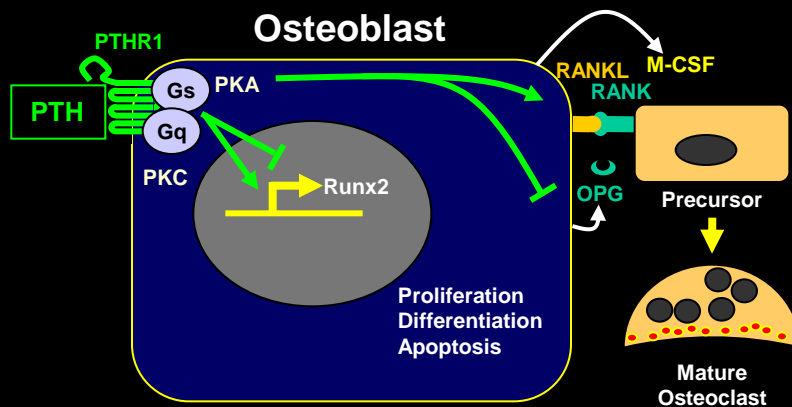 Osteoblast
PTHR1
PTH
Gs
PKA
Gq
PKC
Runx2
Proliferation
Differentiation
Apoptosis
RANKL
M-CSF
RANK
OPG
Precursor
Mature
Osteoclast